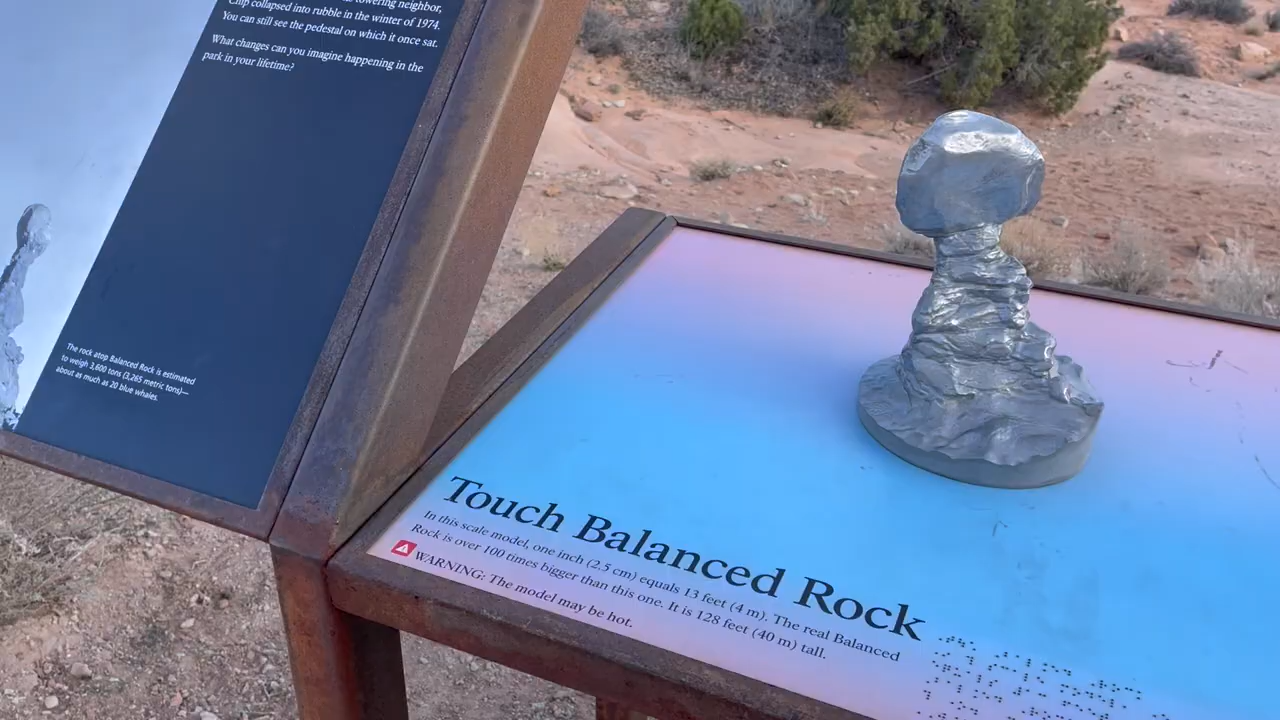 towering neighbor,
Chip collapsed into rubble in the winter of 1974.
You can still see the pedestal on which it once sat.
What changes can you imagine happening in the
park in your lifetime?
The rock atop Balanced Rock is estimated
to weigh 3,600 tons (3,265 metric tons)—
about as much as 20 blue whales.
Touch Balanced Rock
In this scale model, one inch (2.5 cm) equals 13 feet (4 m). The real Balanced
Rock is over 100 times bigger than this one. It is 128 feet (40 m) tall.
WARNING: The model may be hot.